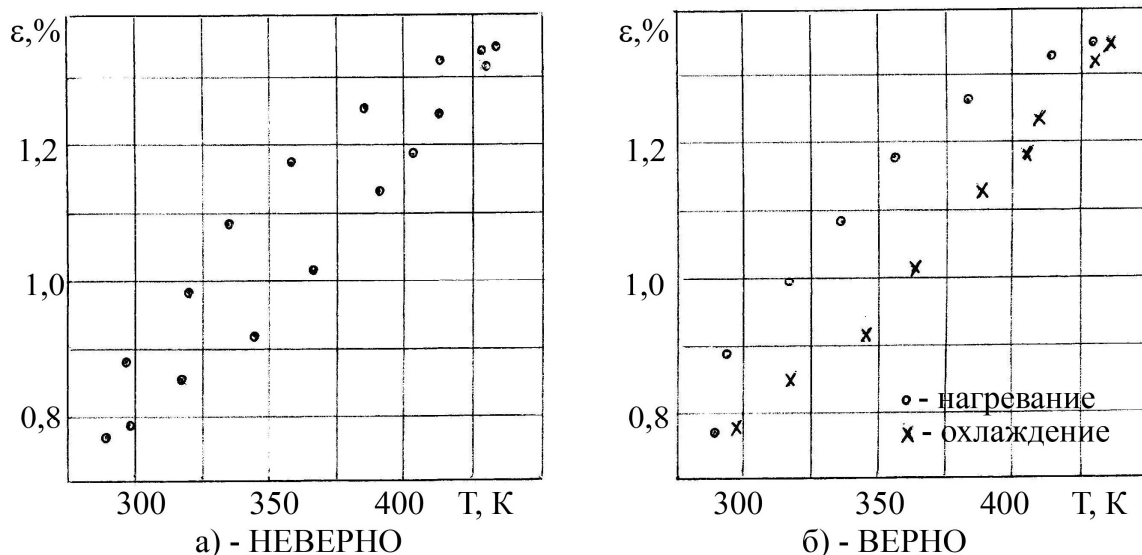 ε,%
1,2
1,0
0,8
300 350 400 T, K
а) - НЕВЕРНО
ε,%
1,2
1,0
0,8
о - нагревание
х - охлаждение
300 350 400 T, K
б) - ВЕРНО